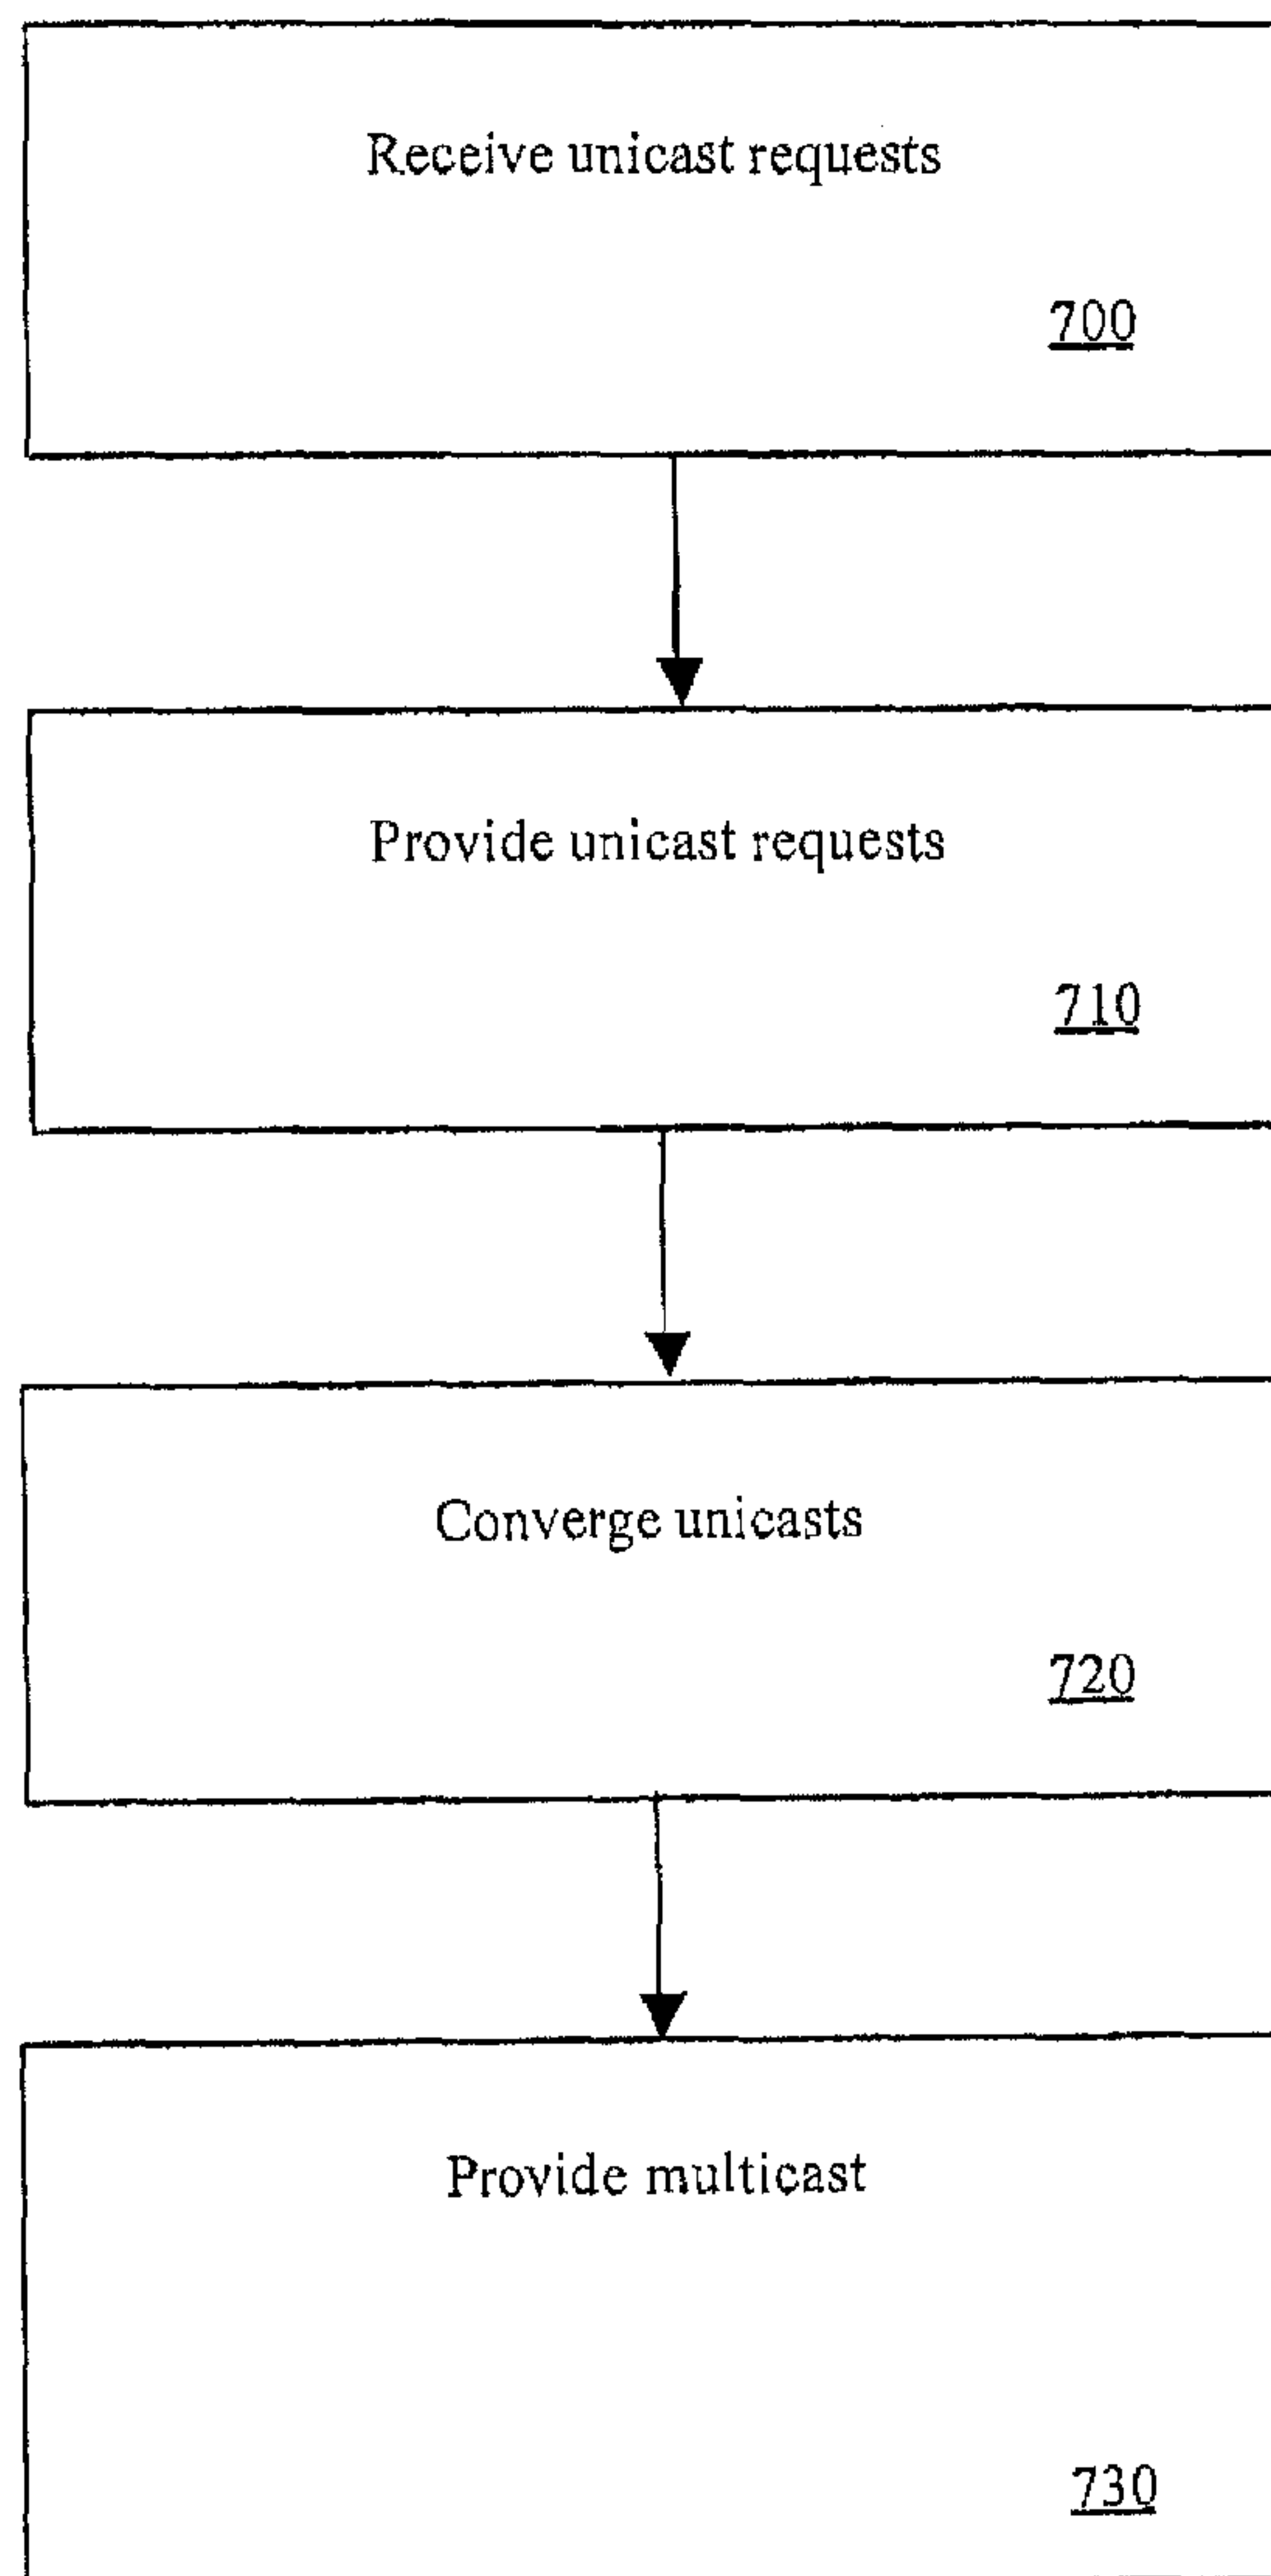 Receive unicast requests
700
Provide unicast requests
710
Converge unicasts
720
Provide multicast
730